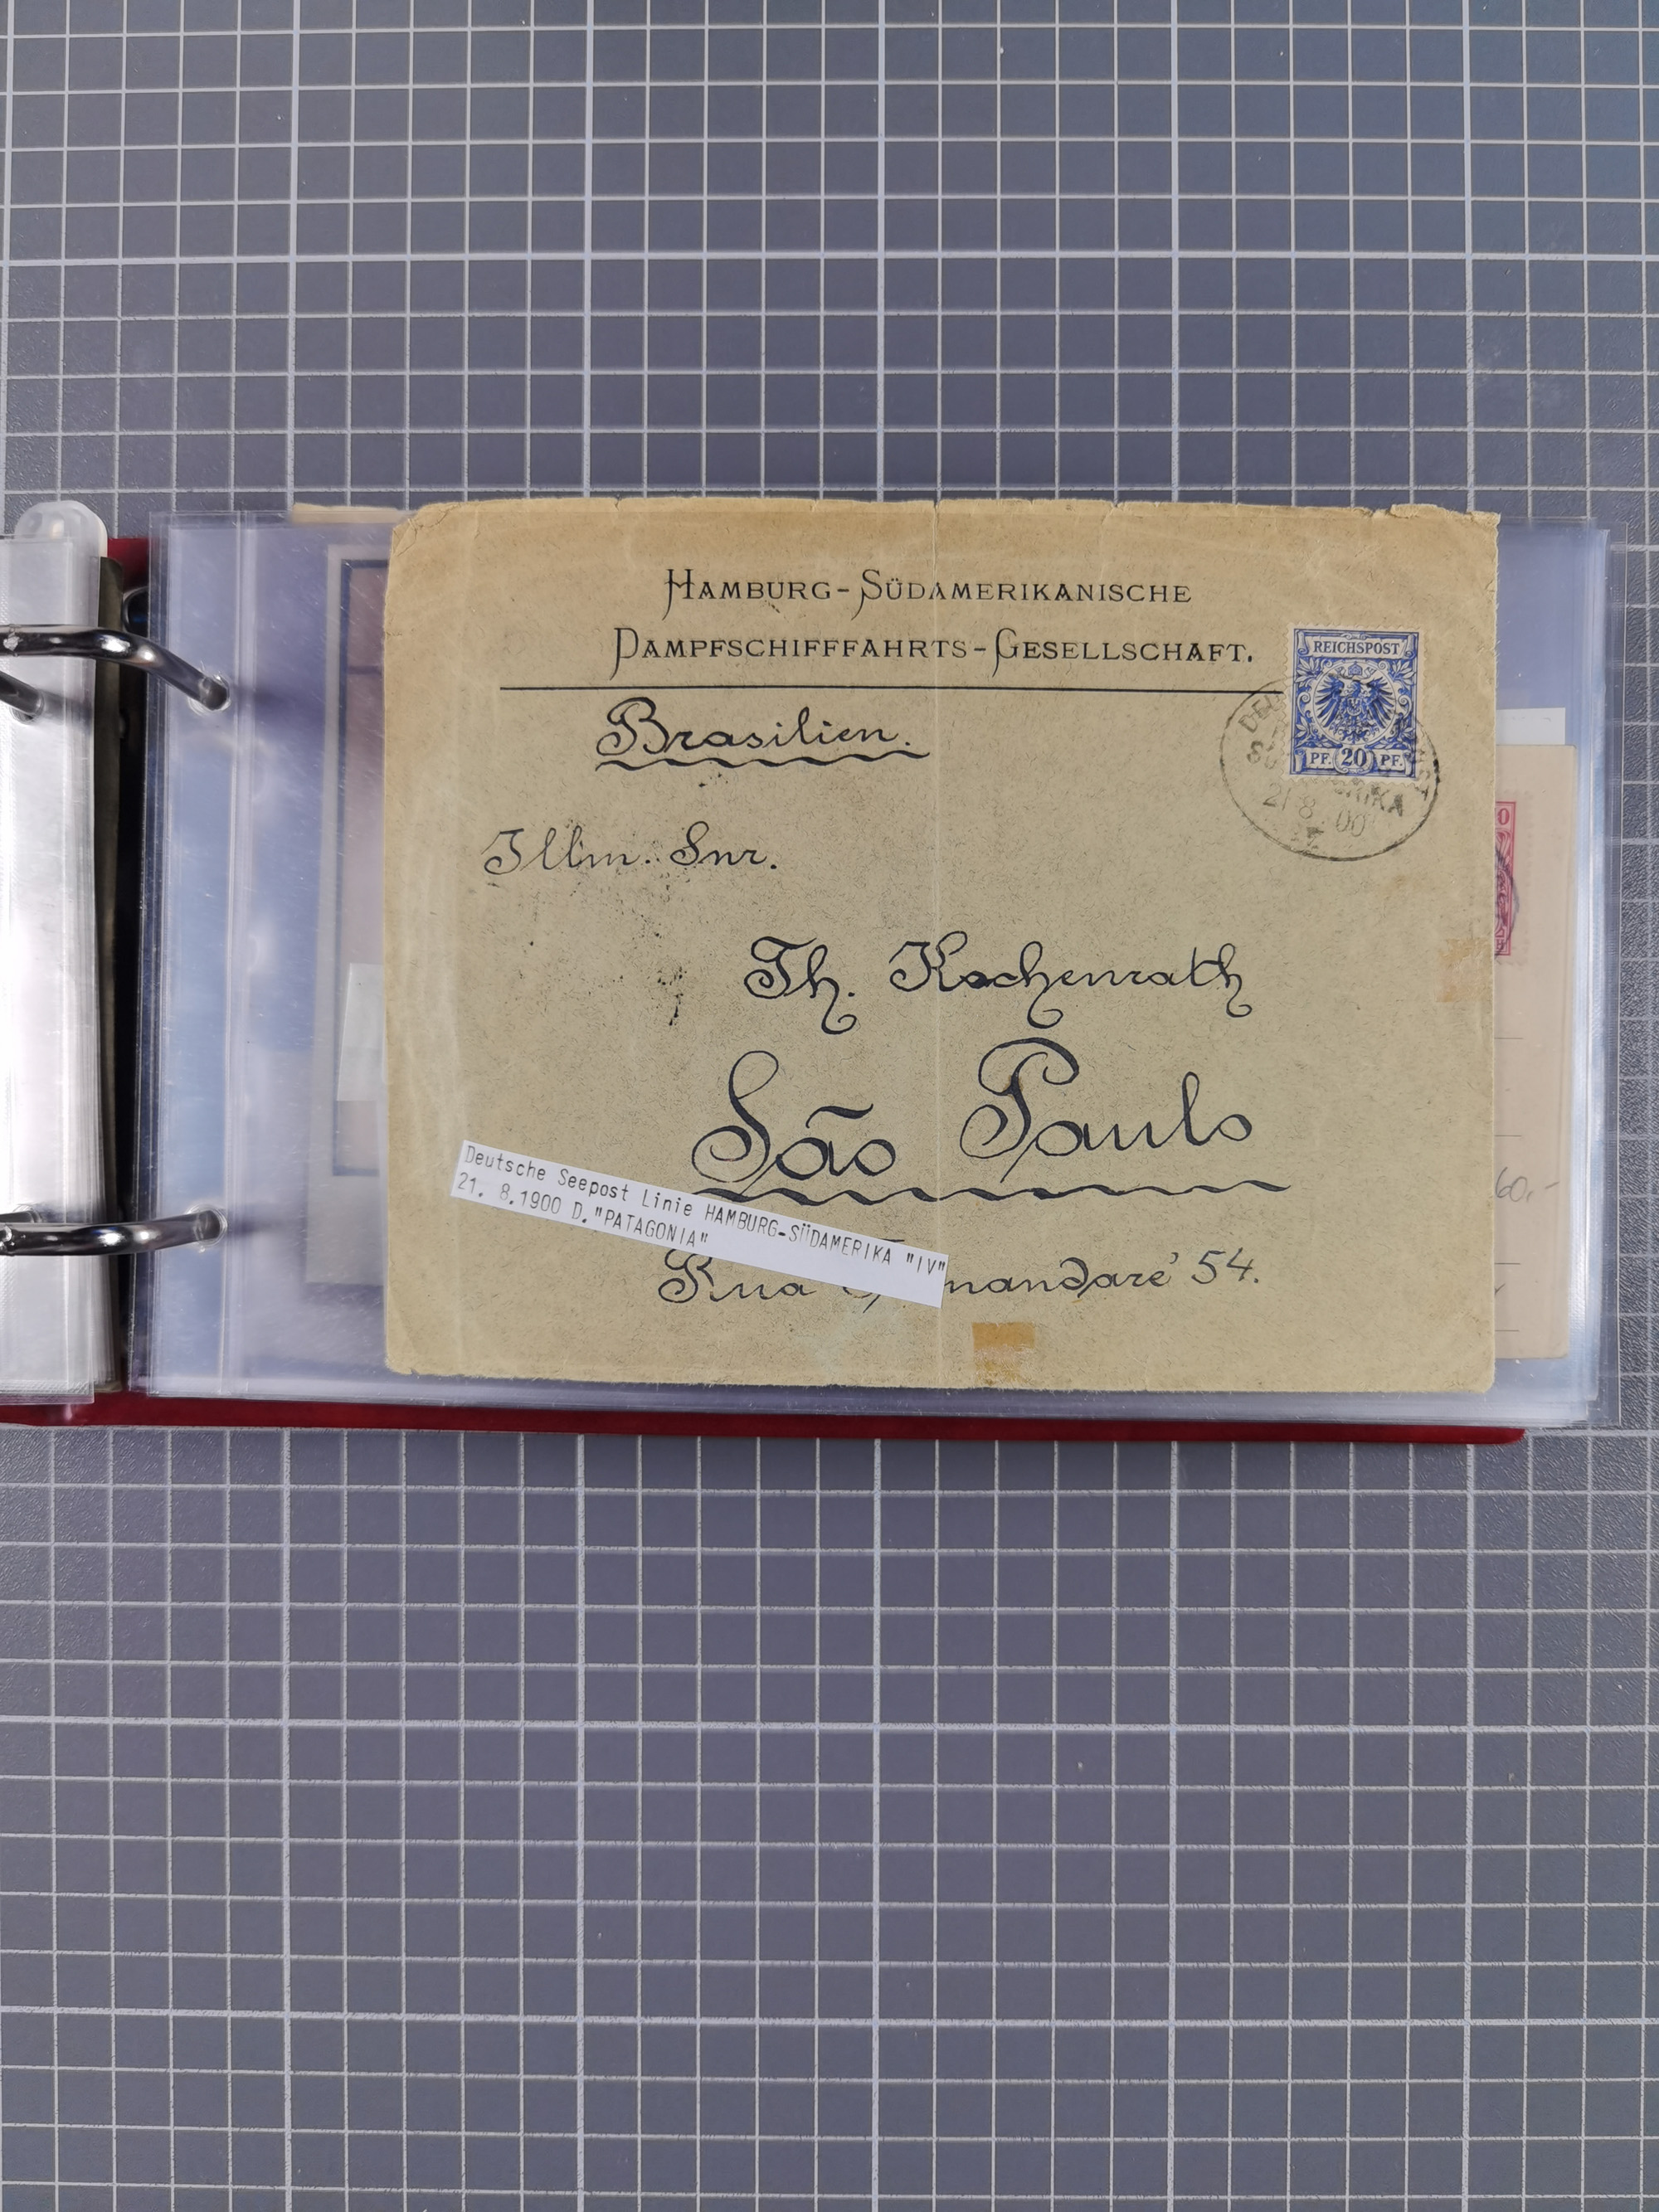 HAMBURG-SÜDAMERIKANISCHE
DAMPFSCHIFFFAHRTS-GESELLSCHAFT.
REICHSPOST
PF. 20 PF.
21 8 00
Brasilien.
Illm. Snr.
Th. Kochenrath
São Paulo
Deutsche Seepost Linie HAMBURG-SÜDAMERIKA "IV"
21. 8.1900 D."PATAGONIA"
Rua mandaré 54.
60,-